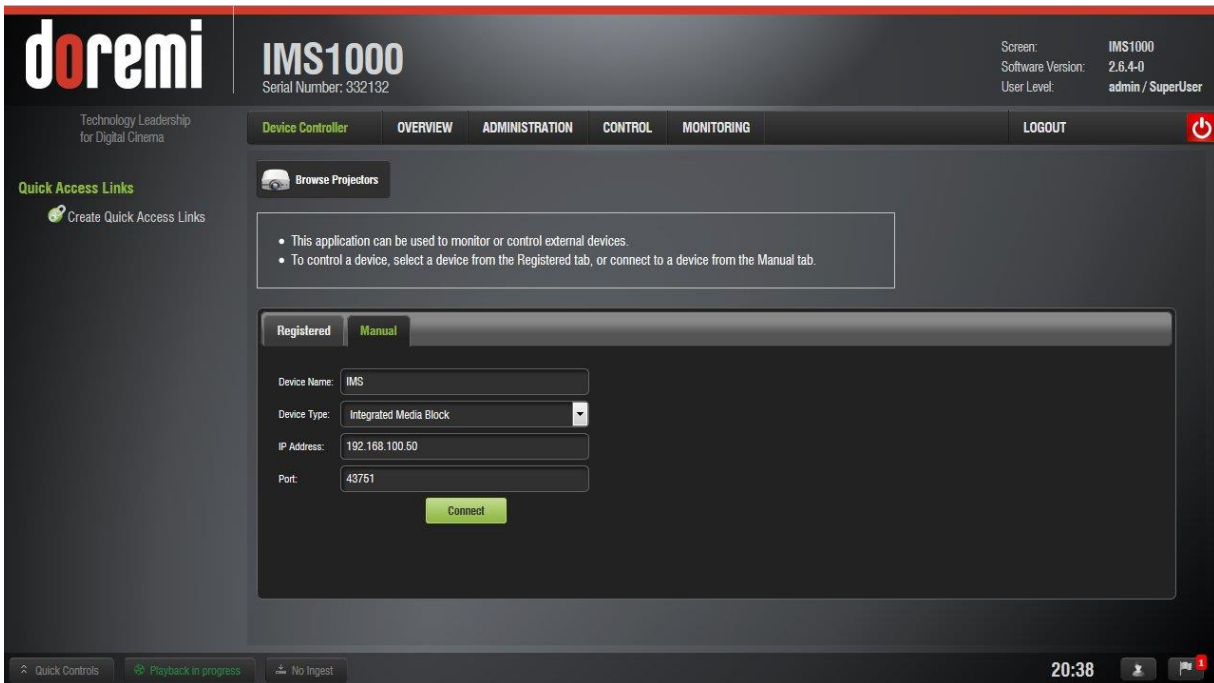 doremi
Technology Leadership
for Digital Cinema
IMS1000
Serial Number: 332132
Screen: IMS1000
Software Version: 2.6.4-0
User Level: admin / SuperUser
Device Controller OVERVIEW ADMINISTRATION CONTROL MONITORING LOGOUT
Quick Access Links
Create Quick Access Links
Browse Projectors
• This application can be used to monitor or control external devices.
• To control a device, select a device from the Registered tab, or connect to a device from the Manual tab.
Registered Manual
Device Name: IMS
Device Type: Integrated Media Block
IP Address: 192.168.100.50
Port: 43751
Connect
Quick Controls Playback in progress No Ingest 20:38 1